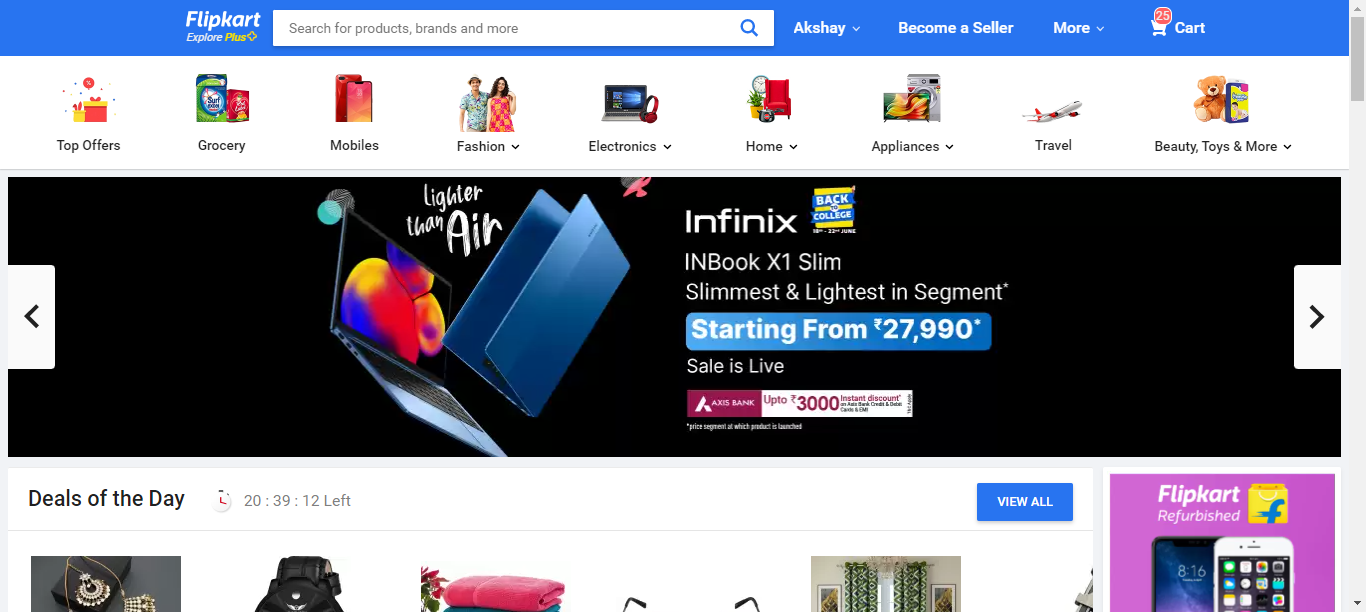 Flipkart
Explore Plus
Search for products, brands and more
Akshay
Become a Seller
More
25
Cart
Top Offers
Grocery
Mobiles
Fashion
Electronics
Home
Appliances
Travel
Beauty, Toys & More
Surf excel
lighter
than Air
Infinix
BACK
TO
COLLEGE
18TH - 22ND JUNE
INBook X1 Slim
Slimmest & Lightest in Segment*
Starting From ₹27,990*
Sale is Live
AXIS BANK
Upto ₹3000
Instant discount*
on Axis Bank Credit & Debit
Cards & EMI
*T&C Apply
*price segment at which product is launched
Deals of the Day
20 : 39 : 12 Left
VIEW ALL
Flipkart
Refurbished
8:16